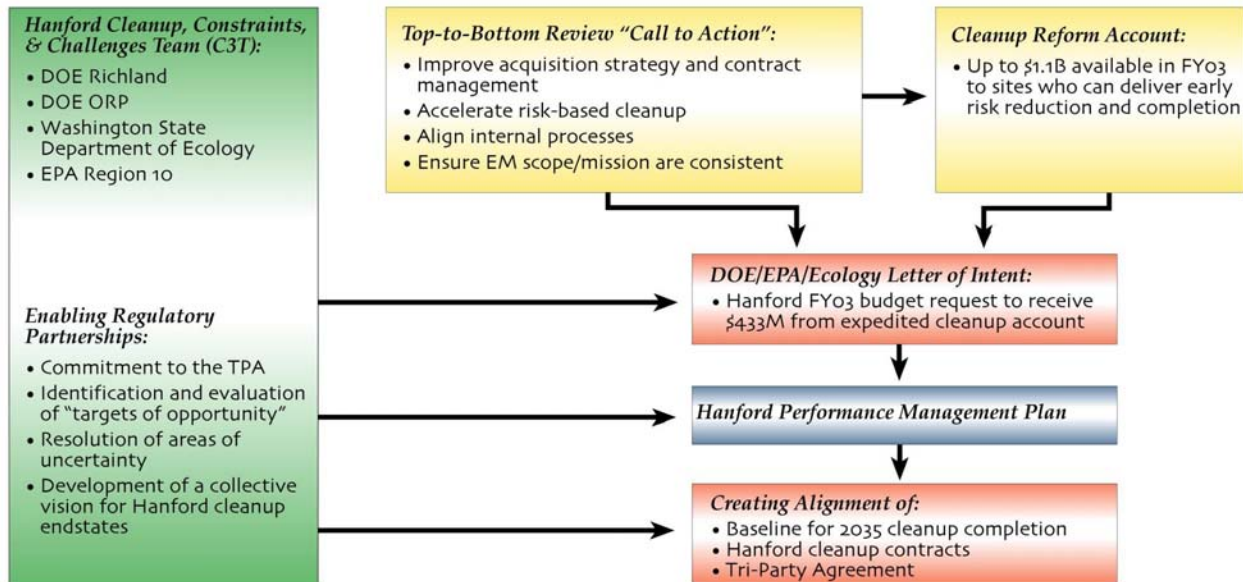 Hanford Cleanup, Constraints,
& Challenges Team (C3T):
• DOE Richland
• DOE ORP
• Washington State
Department of Ecology
• EPA Region 10
Enabling Regulatory
Partnerships:
• Commitment to the TPA
• Identification and evaluation
of “targets of opportunity”
• Resolution of areas of
uncertainty
• Development of a collective
vision for Hanford cleanup
endstates
Top-to-Bottom Review “Call to Action”:
• Improve acquisition strategy and contract
management
• Accelerate risk-based cleanup
• Align internal processes
• Ensure EM scope/mission are consistent
Cleanup Reform Account:
• Up to $1.1B available in FY03
to sites who can deliver early
risk reduction and completion
DOE/EPA/Ecology Letter of Intent:
• Hanford FY03 budget request to receive
$433M from expedited cleanup account
Hanford Performance Management Plan
Creating Alignment of:
• Baseline for 2035 cleanup completion
• Hanford cleanup contracts
• Tri-Party Agreement